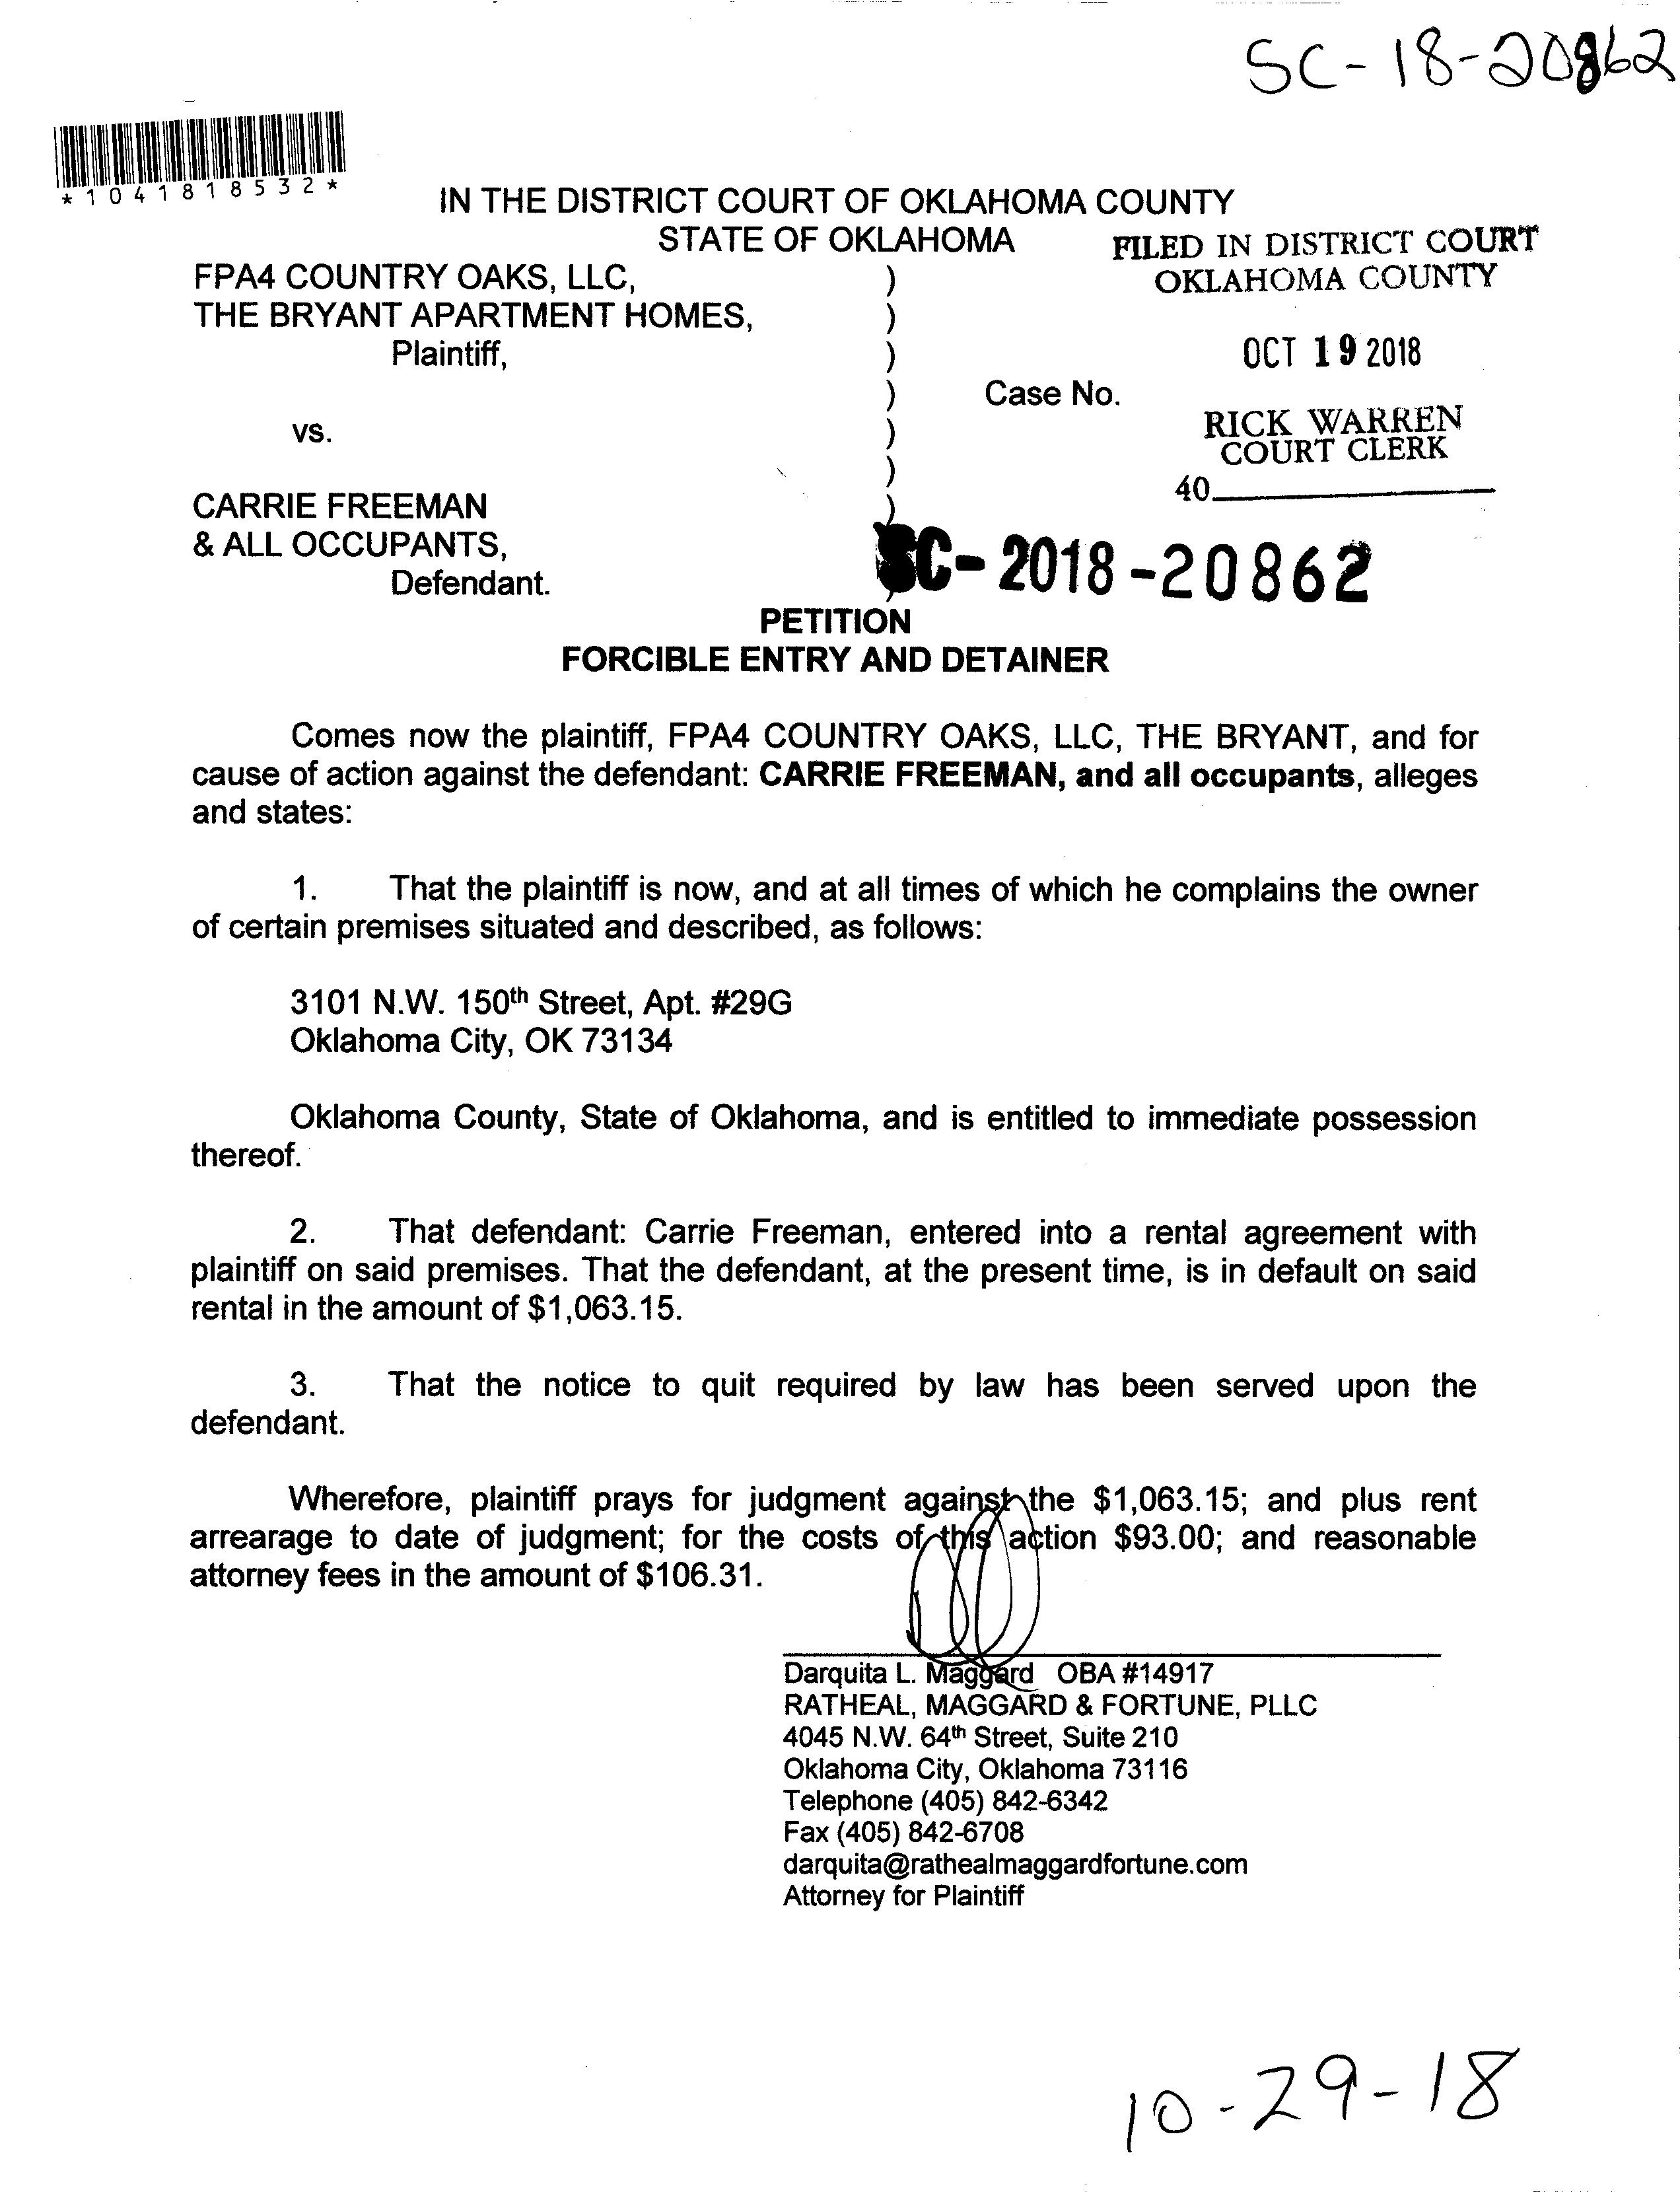 SC-18-20862
*1041818532*
IN THE DISTRICT COURT OF OKLAHOMA COUNTY
STATE OF OKLAHOMA
FILED IN DISTRICT COURT
OKLAHOMA COUNTY
FPA4 COUNTRY OAKS, LLC, )
THE BRYANT APARTMENT HOMES, )
Plaintiff, )
OCT 19 2018
) Case No.
RICK WARREN
COURT CLERK
vs. )
)
40
CARRIE FREEMAN )
& ALL OCCUPANTS,
SC-2018-20862
Defendant. )
PETITION
FORCIBLE ENTRY AND DETAINER
Comes now the plaintiff, FPA4 COUNTRY OAKS, LLC, THE BRYANT, and for
cause of action against the defendant: CARRIE FREEMAN, and all occupants, alleges
and states:
1. That the plaintiff is now, and at all times of which he complains the owner
of certain premises situated and described, as follows:
3101 N.W. 150th Street, Apt. #29G
Oklahoma City, OK 73134
Oklahoma County, State of Oklahoma, and is entitled to immediate possession
thereof.
2. That defendant: Carrie Freeman, entered into a rental agreement with
plaintiff on said premises. That the defendant, at the present time, is in default on said
rental in the amount of $1,063.15.
3. That the notice to quit required by law has been served upon the
defendant.
Wherefore, plaintiff prays for judgment against the $1,063.15; and plus rent
arrearage to date of judgment; for the costs of this action $93.00; and reasonable
attorney fees in the amount of $106.31.
Darquita L. Maggard OBA #14917
RATHEAL, MAGGARD & FORTUNE, PLLC
4045 N.W. 64th Street, Suite 210
Oklahoma City, Oklahoma 73116
Telephone (405) 842-6342
Fax (405) 842-6708
darquita@rathealmaggardfortune.com
Attorney for Plaintiff
10-29-18